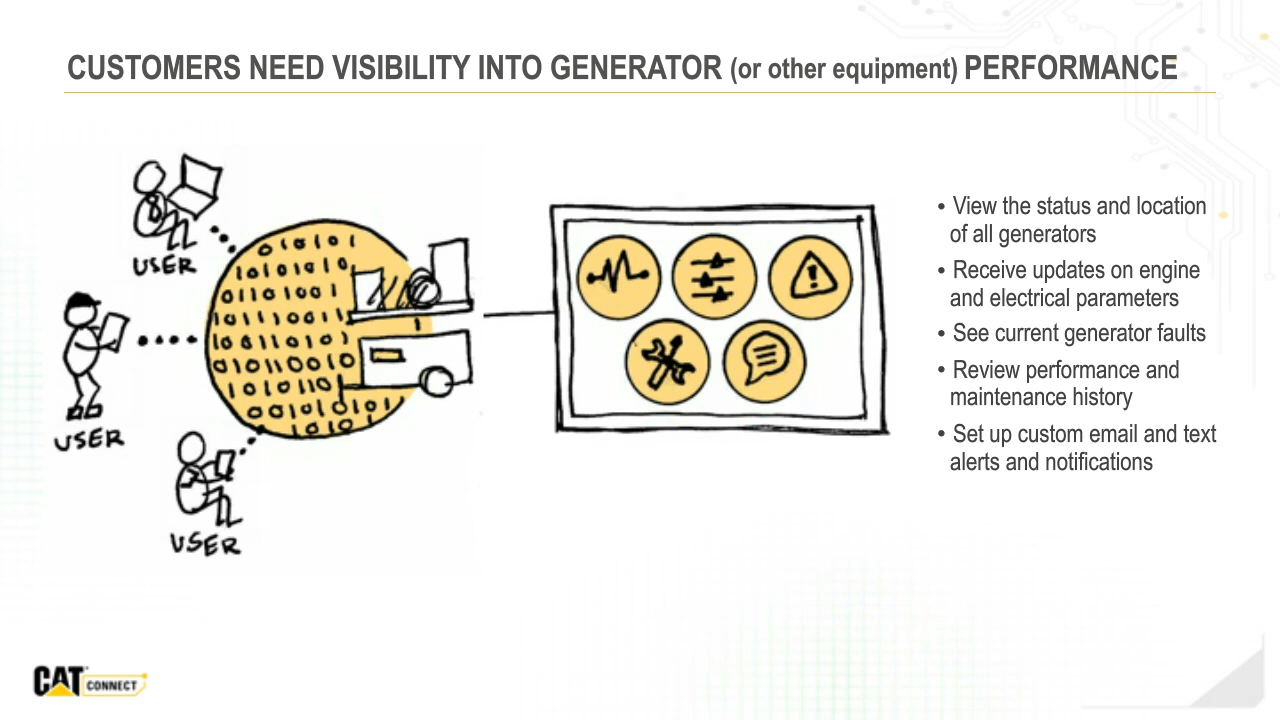 CUSTOMERS NEED VISIBILITY INTO GENERATOR (or other equipment) PERFORMANCE
USER
USER
USER
• View the status and location
of all generators
• Receive updates on engine
and electrical parameters
• See current generator faults
• Review performance and
maintenance history
• Set up custom email and text
alerts and notifications
CAT CONNECT